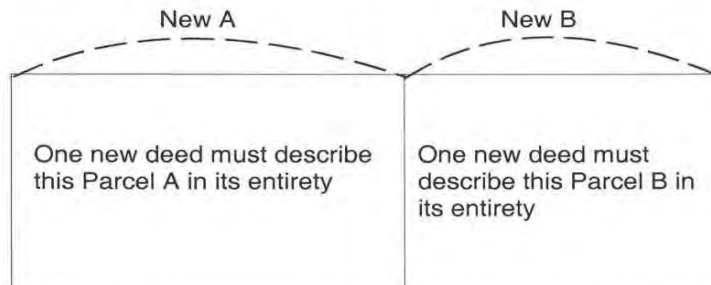 New A
New B
One new deed must describe
this Parcel A in its entirety
One new deed must
describe this Parcel B in
its entirety